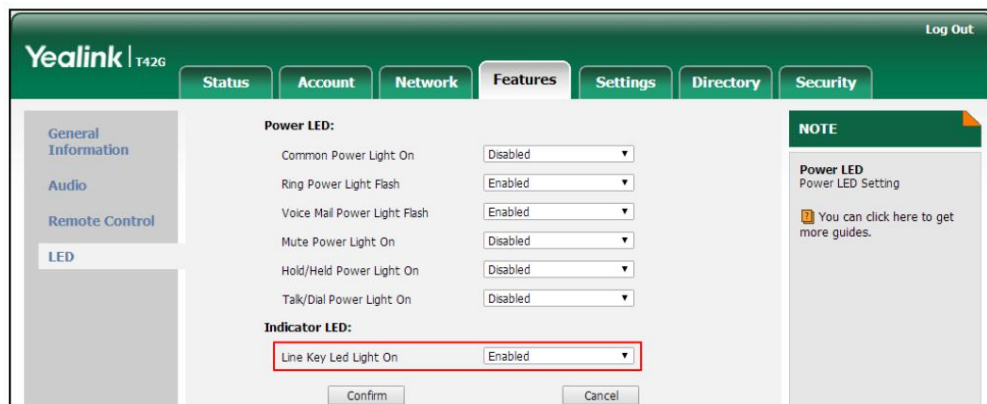 Log Out
Yealink | T42G
Status Account Network Features Settings Directory Security
General
Information
Audio
Remote Control
LED
Power LED:
Common Power Light On Disabled
Ring Power Light Flash Enabled
Voice Mail Power Light Flash Enabled
Mute Power Light On Disabled
Hold/Held Power Light On Disabled
Talk/Dial Power Light On Disabled
Indicator LED:
Line Key Led Light On Enabled
Confirm Cancel
NOTE
Power LED
Power LED Setting
? You can click here to get
more guides.